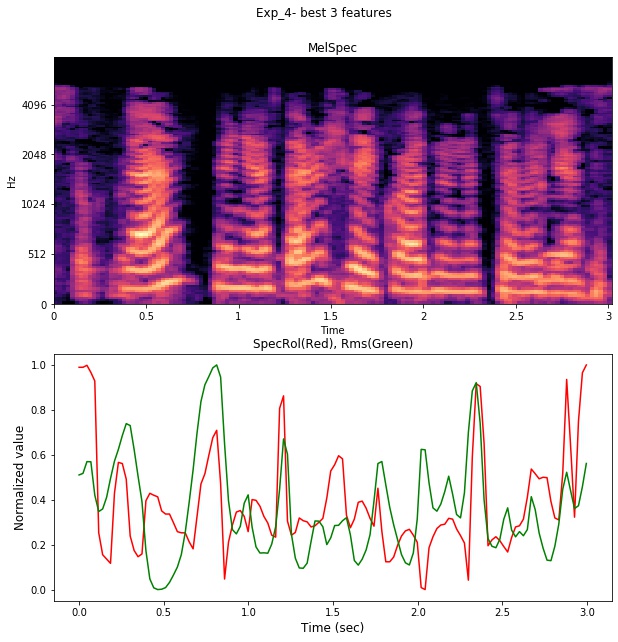 Exp_4- best 3 features
MelSpec
Hz
4096
2048
1024
512
0
0 0.5 1 1.5 2 2.5 3
Time
SpecRol(Red), Rms(Green)
Normalized value
1.0
0.8
0.6
0.4
0.2
0.0
0.0 0.5 1.0 1.5 2.0 2.5 3.0
Time (sec)